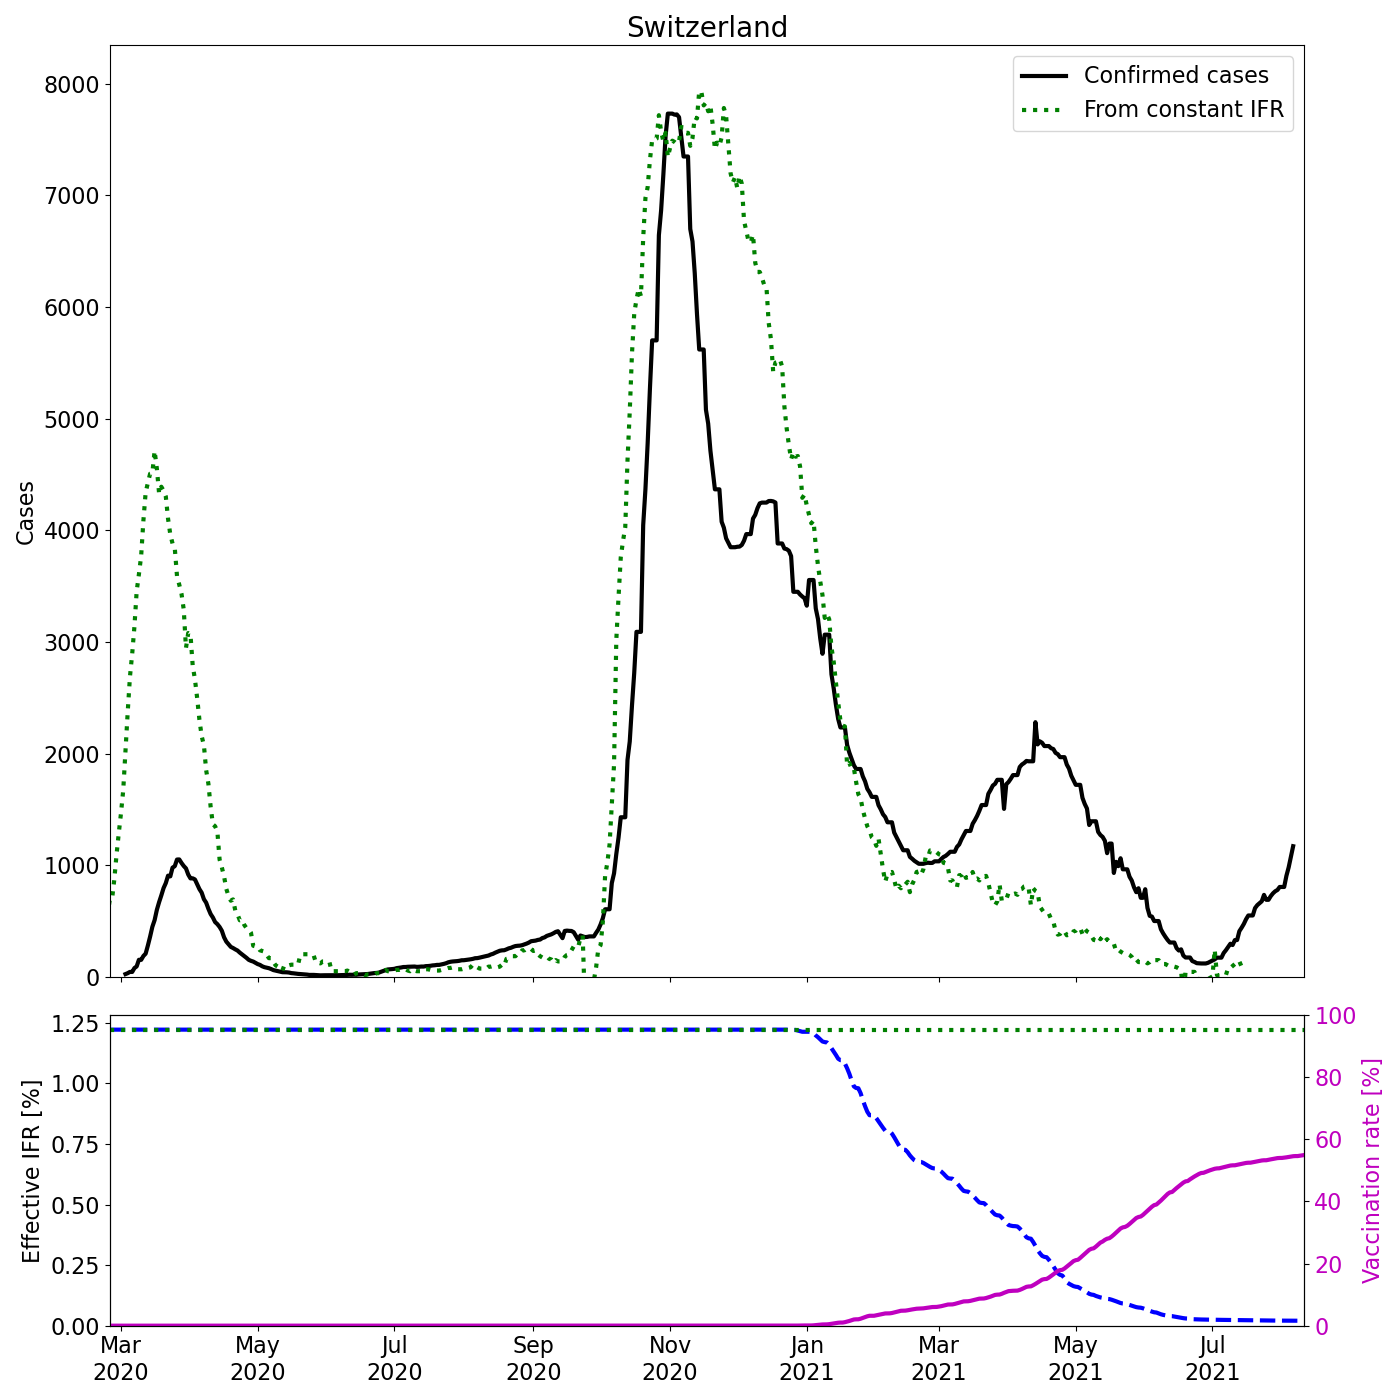 Switzerland
Confirmed cases
From constant IFR
8000
7000
6000
5000
4000
3000
2000
1000
0
Cases
1.25
1.00
0.75
0.50
0.25
0.00
Effective IFR [%]
100
80
60
40
20
0
Vaccination rate [%]
Mar May Jul Sep Nov Jan Mar May Jul
2020 2020 2020 2020 2020 2021 2021 2021 2021